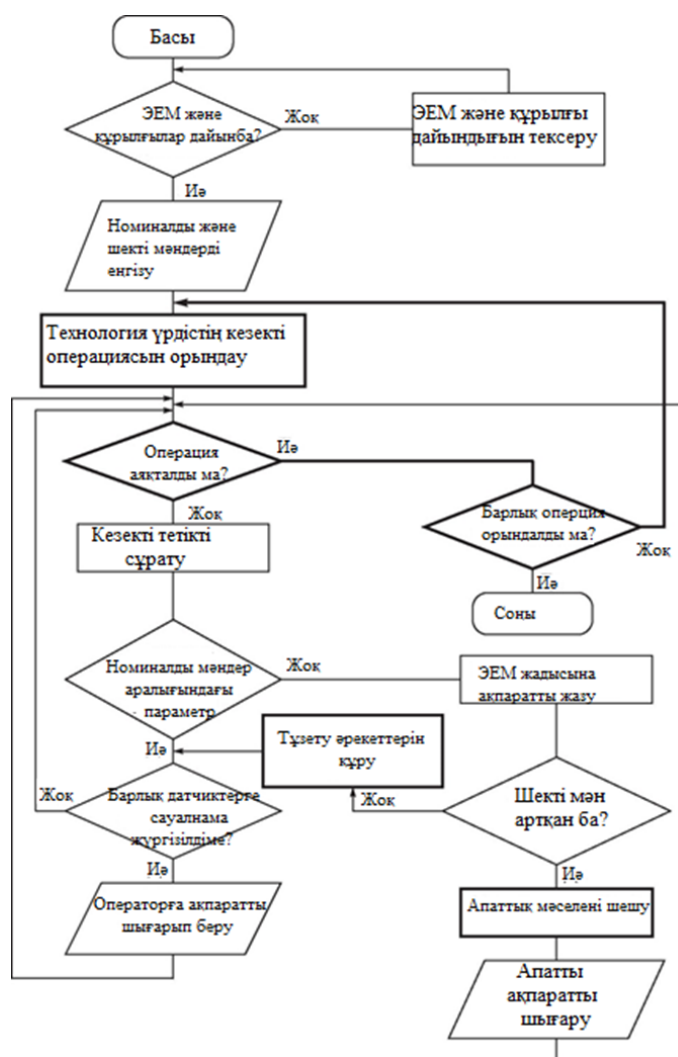 Басы
ЭЕМ және
құрылғылар дайынба?
Жоқ
ЭЕМ және құрылғы
дайындығын тексеру
Иә
Номиналды және
шекті мәндерді
енгізу
Технология үрдістің кезекті
операциясын орындау
Операция
аяқталды ма?
Иә
Жоқ
Барлық оперция
орындалды ма?
Жоқ
Иә
Соны
Кезекті тетікті
сұрату
Номиналды мәндер
аралығындағы
параметр
Жоқ
ЭЕМ жадысына
ақпаратты жазу
Иә
Түзету әрекеттерін
құру
Жоқ
Шекті мән
артқан ба?
Жоқ
Барлық датчиктерге
сауалнама
жүргізілдіме?
Иә
Иә
Операторға ақпаратты
шығарып беру
Апаттық мәселені шешу
Апатты
ақпаратты
шығару